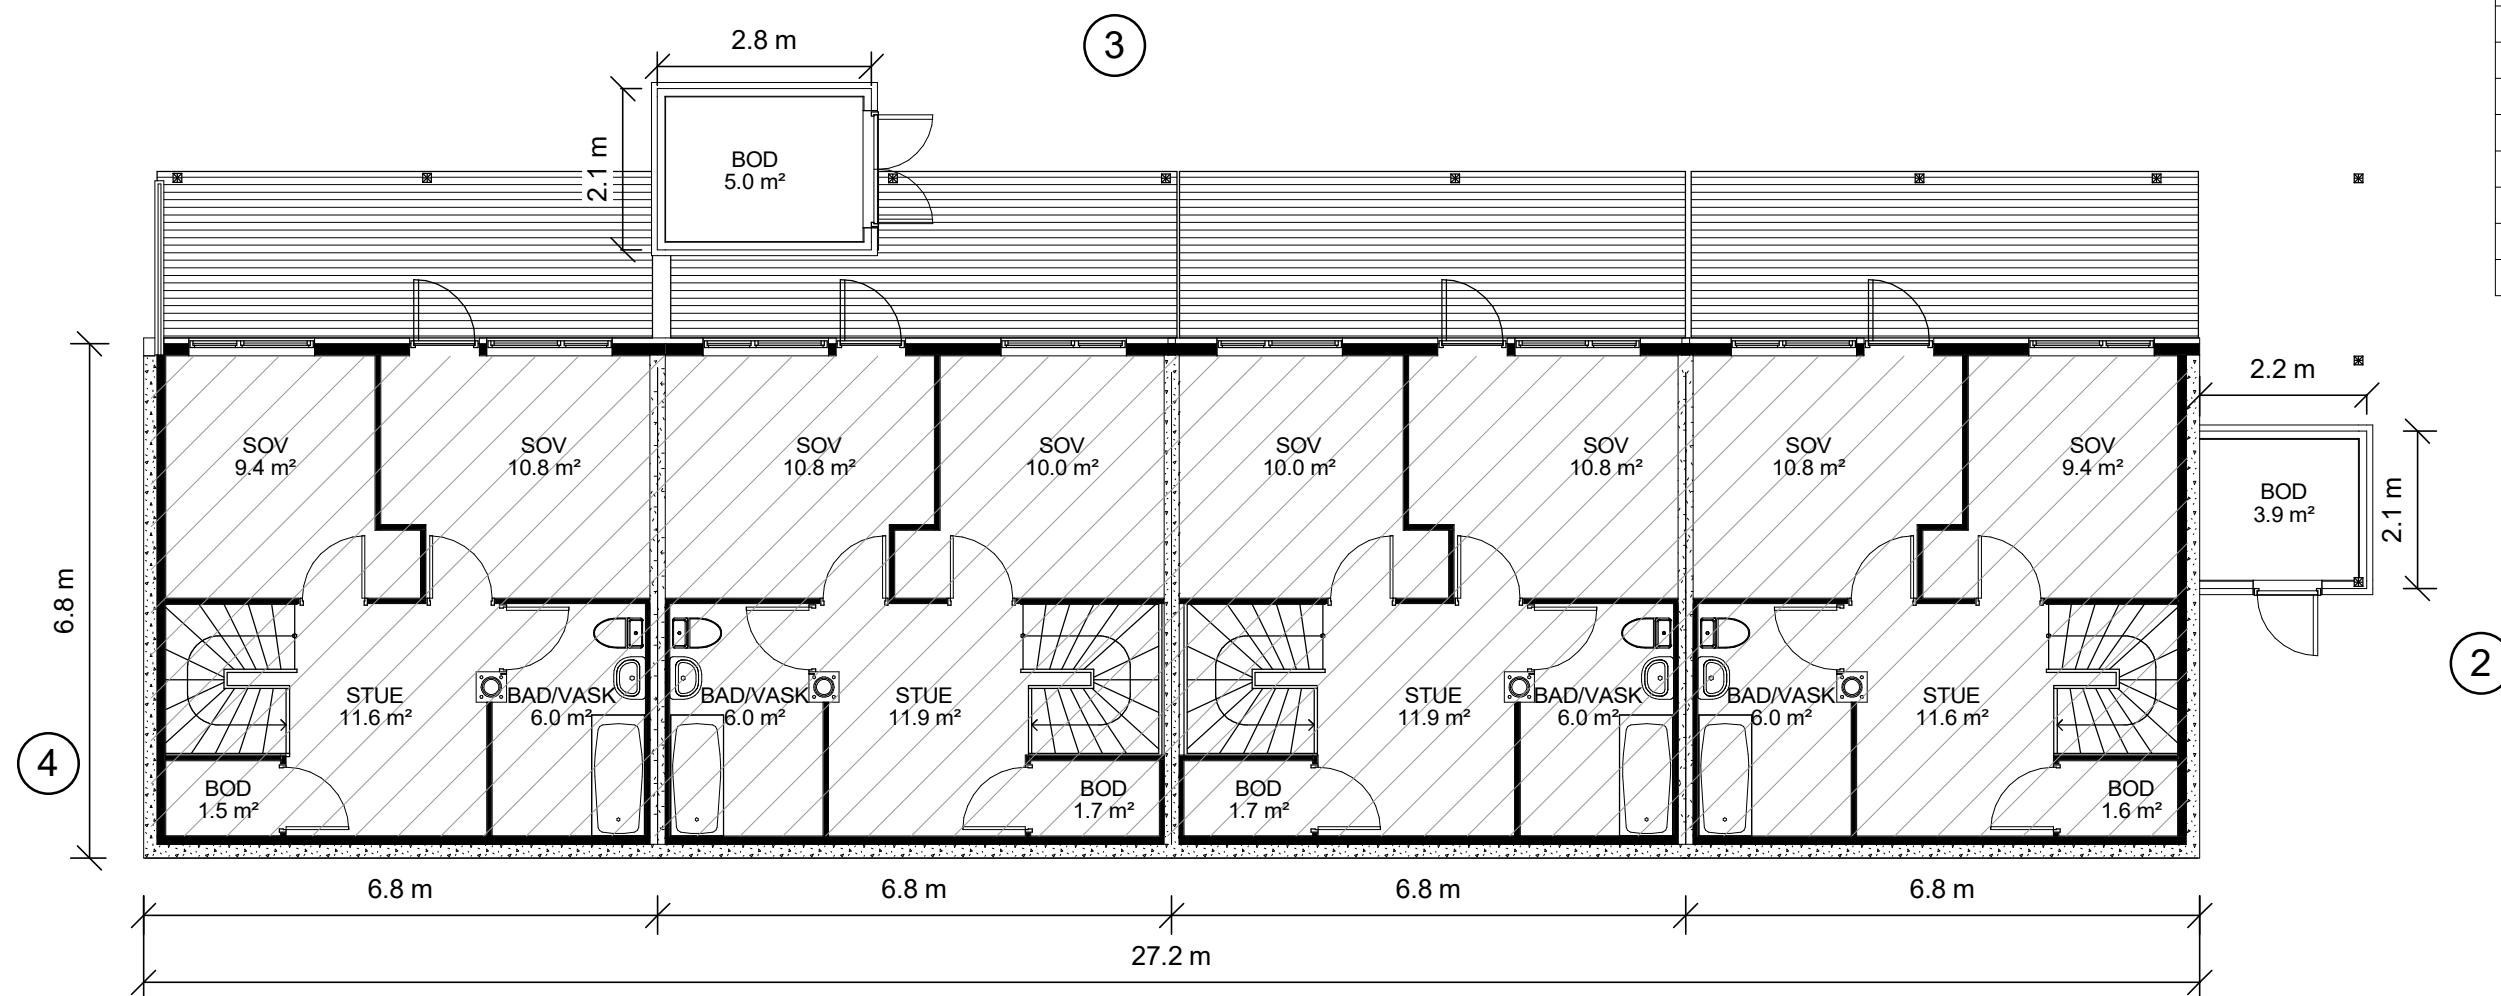 3
2.8 m
2.1 m
BOD
5.0 m²
6.8 m
SOV
9.4 m²
SOV
10.8 m²
SOV
10.8 m²
SOV
10.0 m²
SOV
10.0 m²
SOV
10.8 m²
SOV
10.8 m²
SOV
9.4 m²
2.2 m
BOD
3.9 m²
2.1 m
2
4
STUE
11.6 m²
BAD/VASK
6.0 m²
BAD/VASK
6.0 m²
STUE
11.9 m²
STUE
11.9 m²
BAD/VASK
6.0 m²
BAD/VASK
6.0 m²
STUE
11.6 m²
BOD
1.5 m²
BOD
1.7 m²
BOD
1.7 m²
BOD
1.6 m²
6.8 m
6.8 m
6.8 m
6.8 m
27.2 m